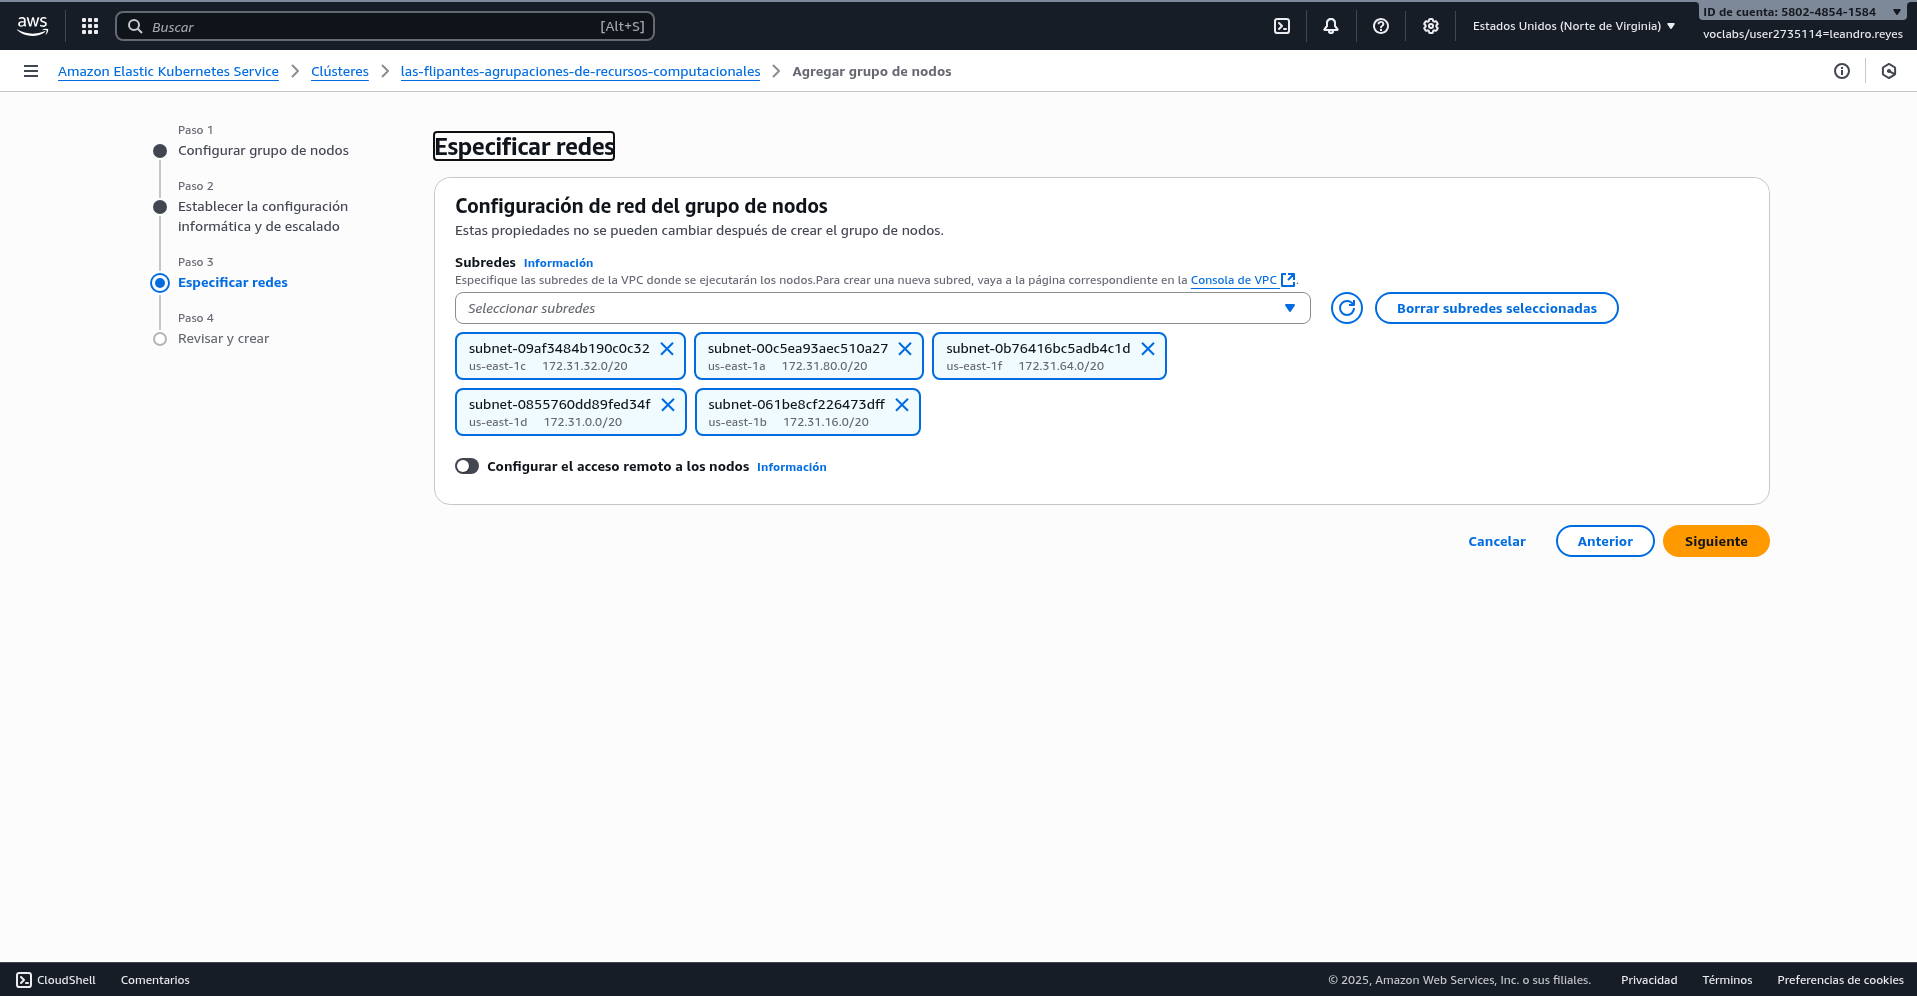 aws
Buscar
[Alt+S]
Estados Unidos (Norte de Virginia)
ID de cuenta: 5802-4854-1584
voclabs/user2735114=leandro.reyes
Amazon Elastic Kubernetes Service
Clústeres
las-flipantes-agrupaciones-de-recursos-computacionales
Agregar grupo de nodos
Paso 1
Configurar grupo de nodos
Paso 2
Establecer la configuración
informática y de escalado
Paso 3
Especificar redes
Paso 4
Revisar y crear
Especificar redes
Configuración de red del grupo de nodos
Estas propiedades no se pueden cambiar después de crear el grupo de nodos.
Subredes Información
Especifique las subredes de la VPC donde se ejecutarán los nodos.Para crear una nueva subred, vaya a la página correspondiente en la Consola de VPC .
Seleccionar subredes
Borrar subredes seleccionadas
subnet-09af3484b190c0c32
us-east-1c 172.31.32.0/20
subnet-00c5ea93aec510a27
us-east-1a 172.31.80.0/20
subnet-0b76416bc5adb4c1d
us-east-1f 172.31.64.0/20
subnet-0855760dd89fed34f
us-east-1d 172.31.0.0/20
subnet-061be8cf226473dff
us-east-1b 172.31.16.0/20
Configurar el acceso remoto a los nodos Información
Cancelar
Anterior
Siguiente
CloudShell
Comentarios
© 2025, Amazon Web Services, Inc. o sus filiales.
Privacidad
Términos
Preferencias de cookies